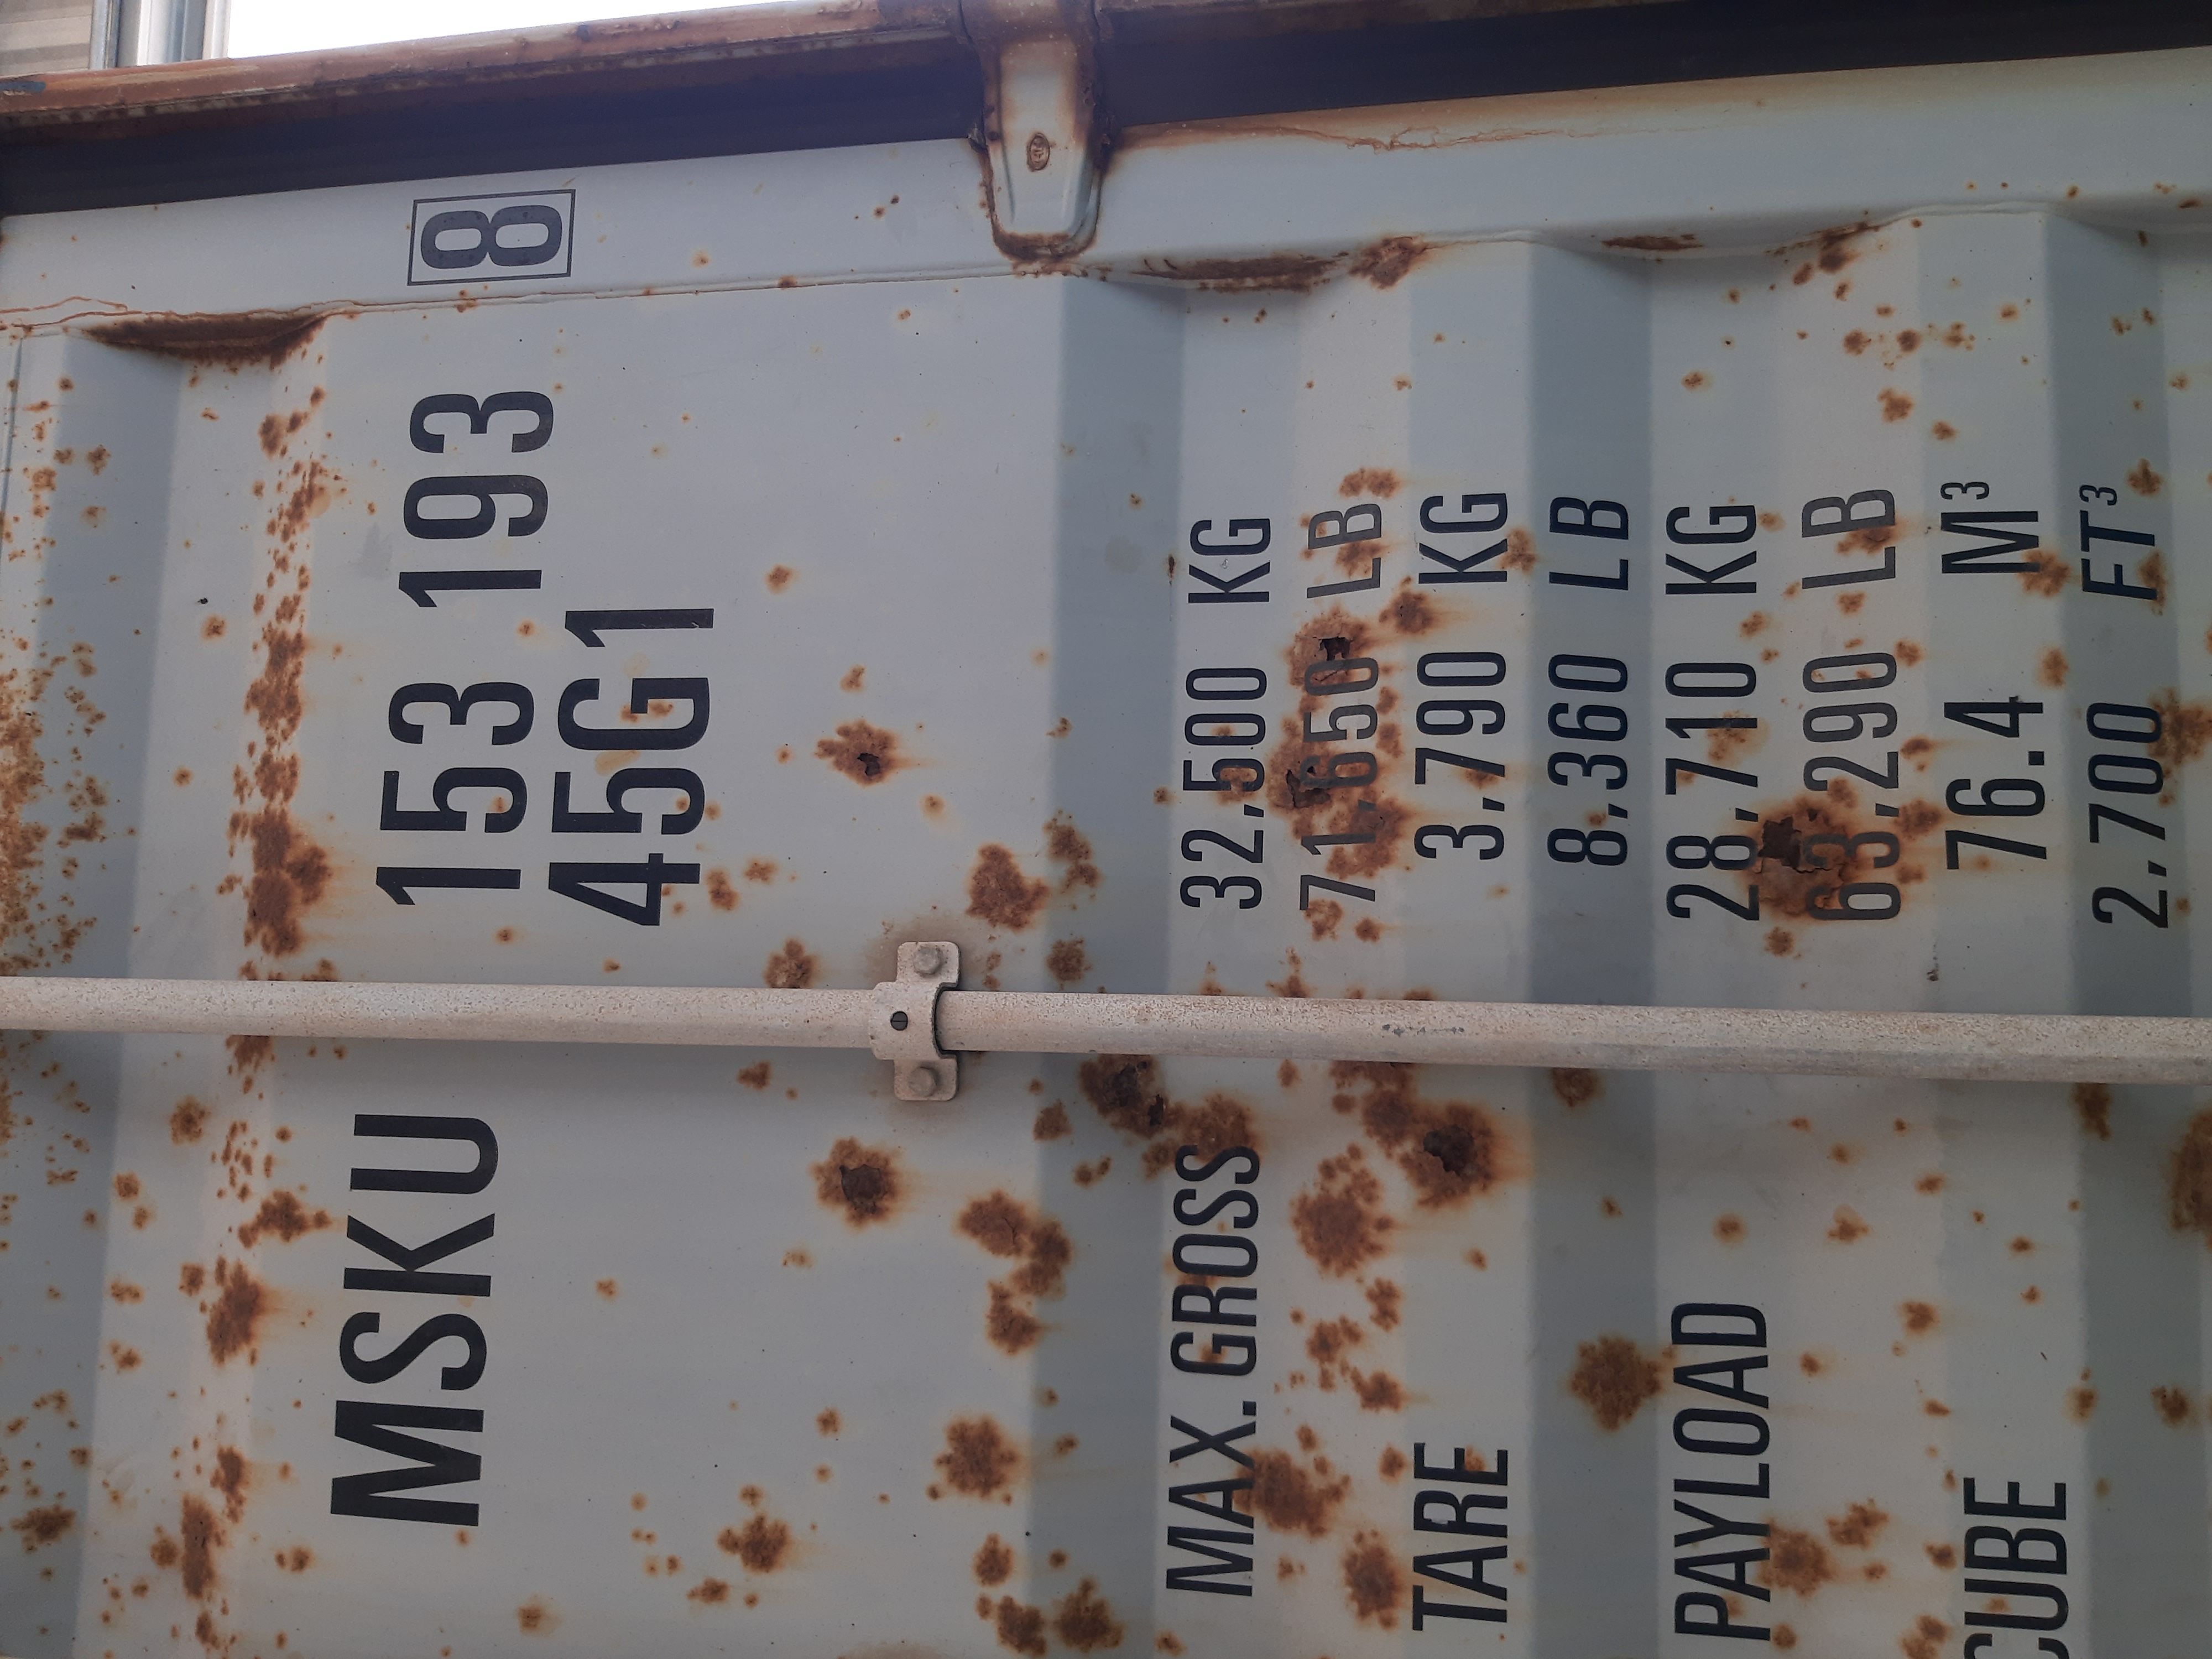 MSKU 153 193 8
45G1
MAX. GROSS 32,500 KG
71,650 LB
TARE 3,790 KG
8,360 LB
PAYLOAD 28,710 KG
63,290 LB
CUBE 76.4 M³
2,700 FT³